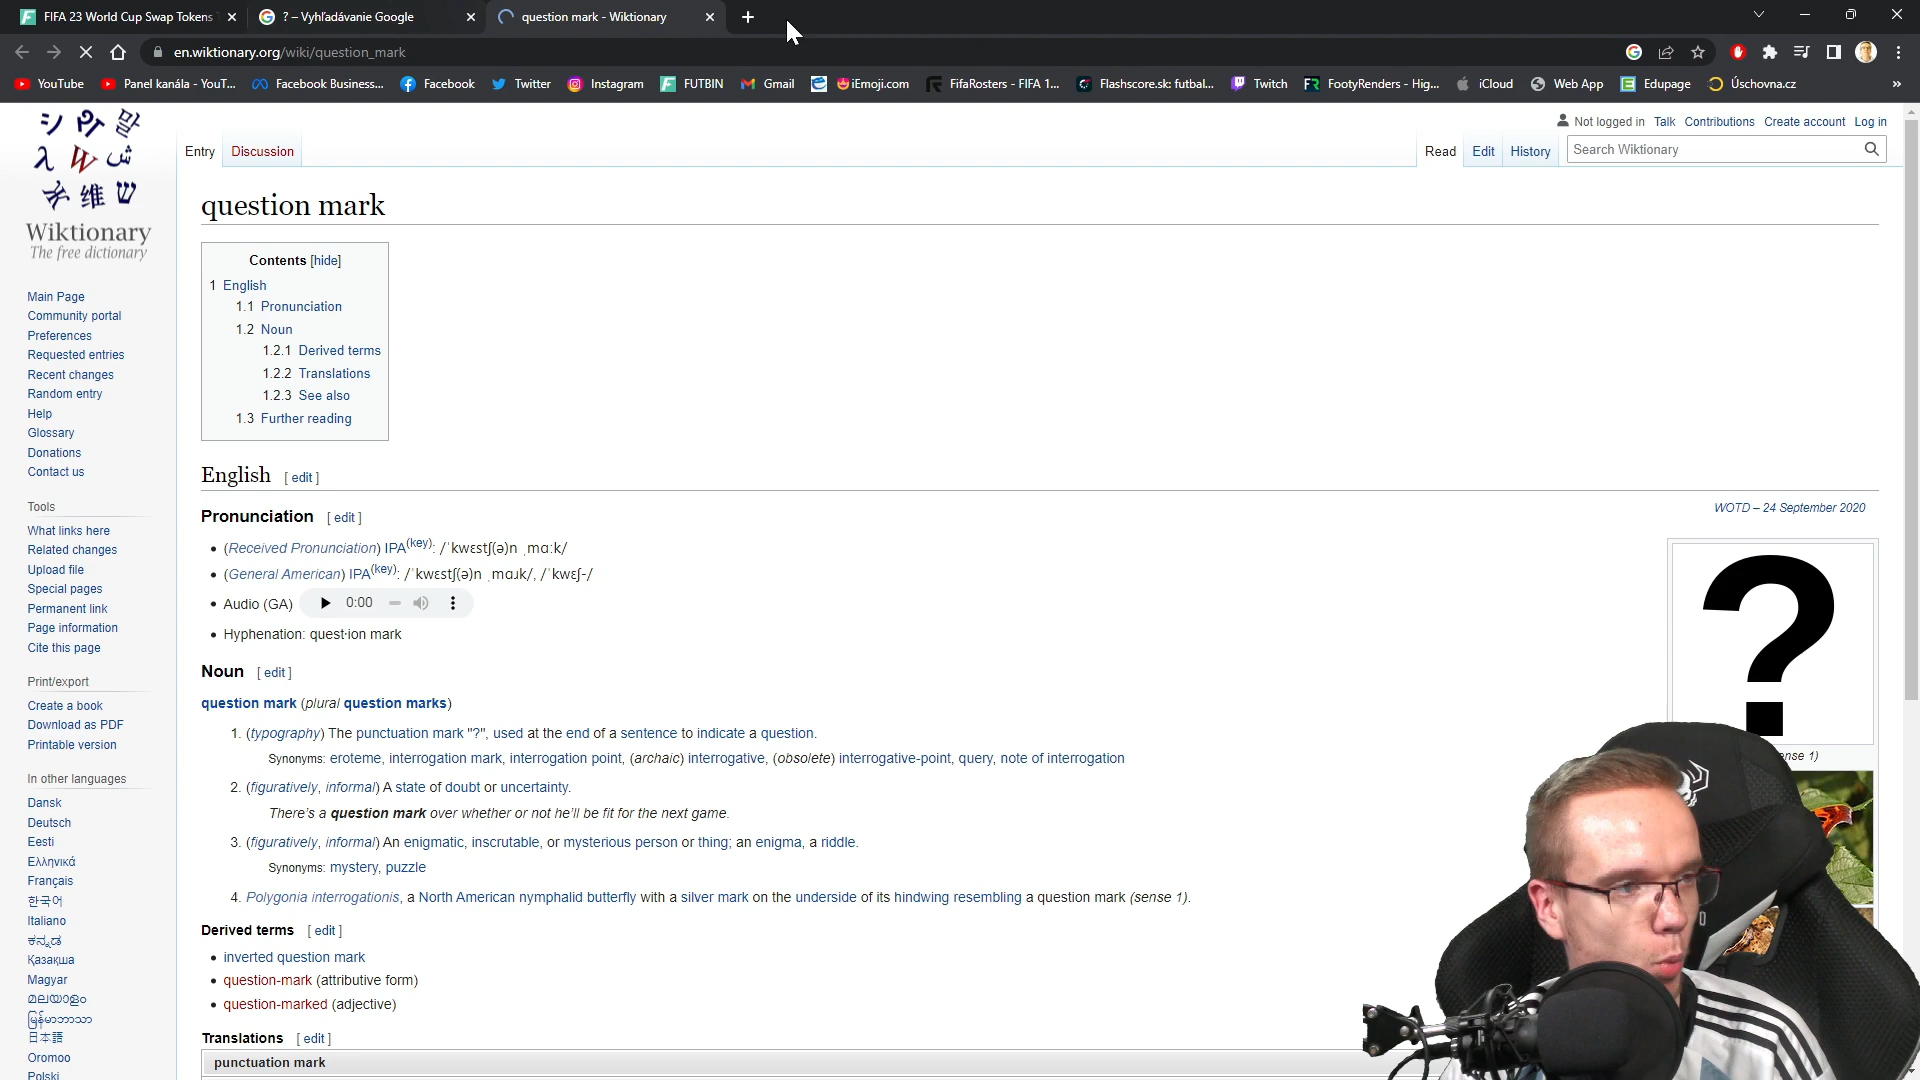 FIFA 23 World Cup Swap Tokens
? – Vyhľadávanie Google
question mark - Wiktionary
en.wiktionary.org/wiki/question_mark
YouTube
Panel kanála - YouT...
Facebook Business...
Facebook
Twitter
Instagram
FUTBIN
Gmail
iEmoji.com
FifaRosters - FIFA 1...
Flashscore.sk: futbal...
Twitch
FootyRenders - Hig...
iCloud
Web App
Edupage
Úschovna.cz
»
Not logged in Talk Contributions Create account Log in
Entry Discussion
Read Edit History Search Wiktionary
Wiktionary
The free dictionary
Main Page
Community portal
Preferences
Requested entries
Recent changes
Random entry
Help
Glossary
Donations
Contact us
Tools
What links here
Related changes
Upload file
Special pages
Permanent link
Page information
Cite this page
Print/export
Create a book
Download as PDF
Printable version
In other languages
Dansk
Deutsch
Eesti
Ελληνικά
Français
한국어
Italiano
ಕನ್ನಡ
Қазақша
Magyar
മലയാളം
မြန်မာဘာသာ
日本語
Oromoo
Polski
question mark
Contents [hide]
1 English
1.1 Pronunciation
1.2 Noun
1.2.1 Derived terms
1.2.2 Translations
1.2.3 See also
1.3 Further reading
English [ edit ]
WOTD – 24 September 2020
Pronunciation [ edit ]
• (Received Pronunciation) IPA(key): /ˈkwɛstʃ(ə)n ˌmɑːk/
• (General American) IPA(key): /ˈkwɛstʃ(ə)n ˌmɑɹk/, /ˈkwɛʃ-/
• Audio (GA) 0:00
• Hyphenation: quest‧ion mark
Noun [ edit ]
question mark (plural question marks)
1. (typography) The punctuation mark "?", used at the end of a sentence to indicate a question.
Synonyms: eroteme, interrogation mark, interrogation point, (archaic) interrogative, (obsolete) interrogative-point, query, note of interrogation
2. (figuratively, informal) A state of doubt or uncertainty.
There's a question mark over whether or not he'll be fit for the next game.
3. (figuratively, informal) An enigmatic, inscrutable, or mysterious person or thing; an enigma, a riddle.
Synonyms: mystery, puzzle
4. Polygonia interrogationis, a North American nymphalid butterfly with a silver mark on the underside of its hindwing resembling a question mark (sense 1).
Derived terms [ edit ]
• inverted question mark
• question-mark (attributive form)
• question-marked (adjective)
Translations [ edit ]
punctuation mark
?
1)